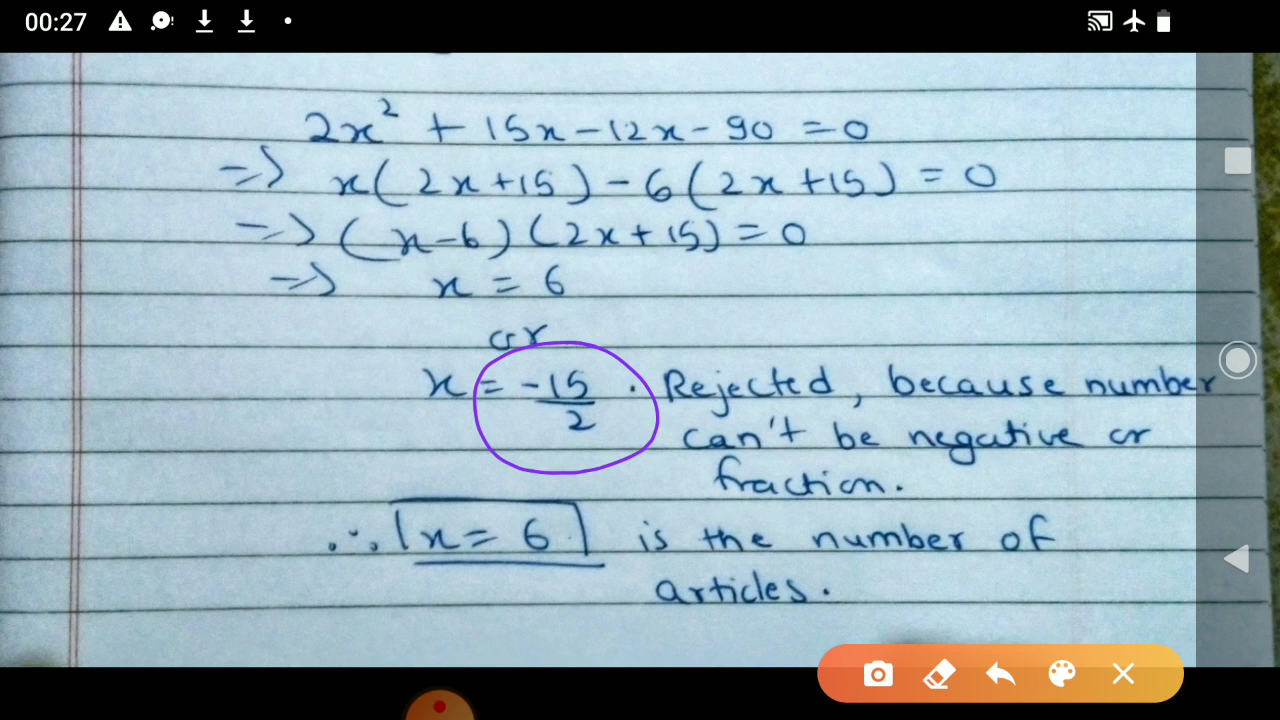 00:27
2x² + 15x - 12x - 90 = 0
=> x(2x+15) - 6(2x+15) = 0
=> (x-6)(2x+15) = 0
=> x = 6
or
x = -15/2 . Rejected, because number
can't be negative or
fraction.
∴ x = 6 is the number of
articles.